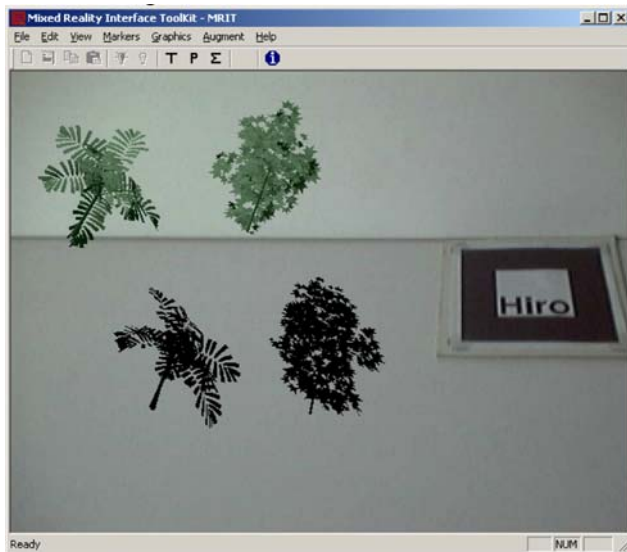 Mixed Reality Interface ToolKit - MRIT
File Edit View Markers Graphics Augment Help
T P Σ i
Hiro
Ready NUM